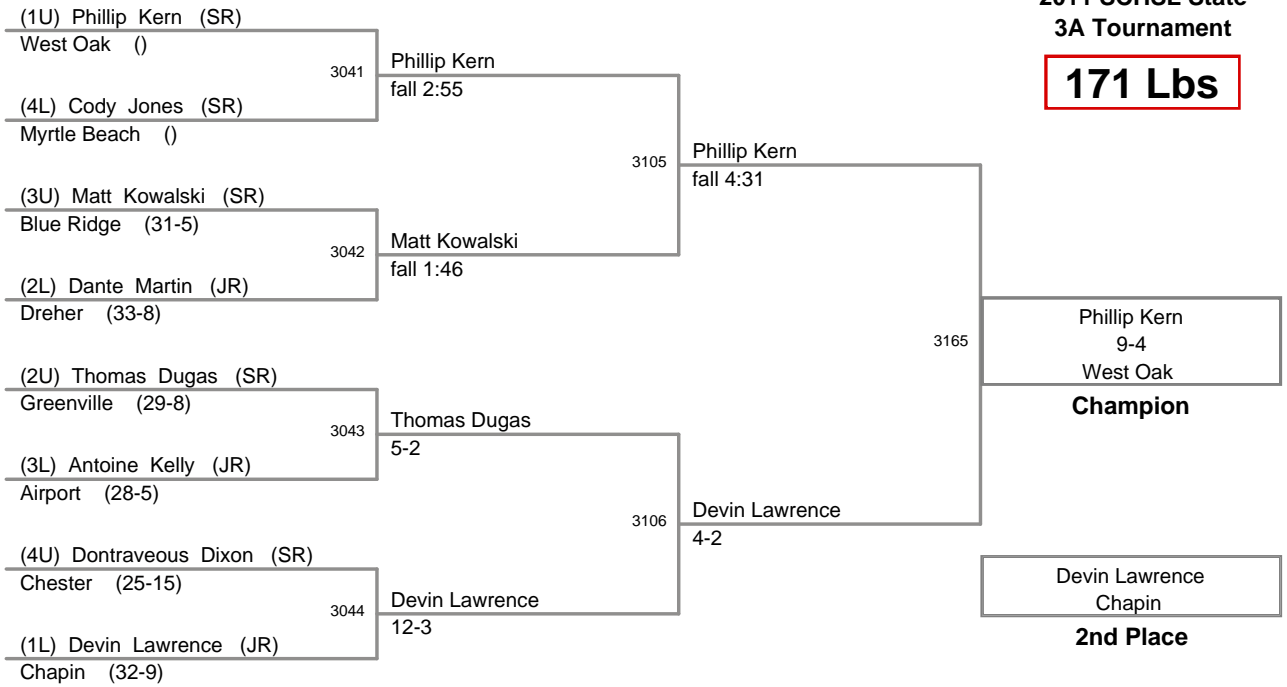 2011 SCHSL State
3A Tournament
171 Lbs
(1U) Phillip Kern (SR)
West Oak ()
3041
(4L) Cody Jones (SR)
Myrtle Beach ()
Phillip Kern
fall 2:55
(3U) Matt Kowalski (SR)
Blue Ridge (31-5)
3042
(2L) Dante Martin (JR)
Dreher (33-8)
Matt Kowalski
fall 1:46
3105
Phillip Kern
fall 4:31
(2U) Thomas Dugas (SR)
Greenville (29-8)
3043
(3L) Antoine Kelly (JR)
Airport (28-5)
Thomas Dugas
5-2
(4U) Dontraveous Dixon (SR)
Chester (25-15)
3044
(1L) Devin Lawrence (JR)
Chapin (32-9)
Devin Lawrence
12-3
3106
Devin Lawrence
4-2
3165
Phillip Kern
9-4
West Oak
Champion
Devin Lawrence
Chapin
2nd Place